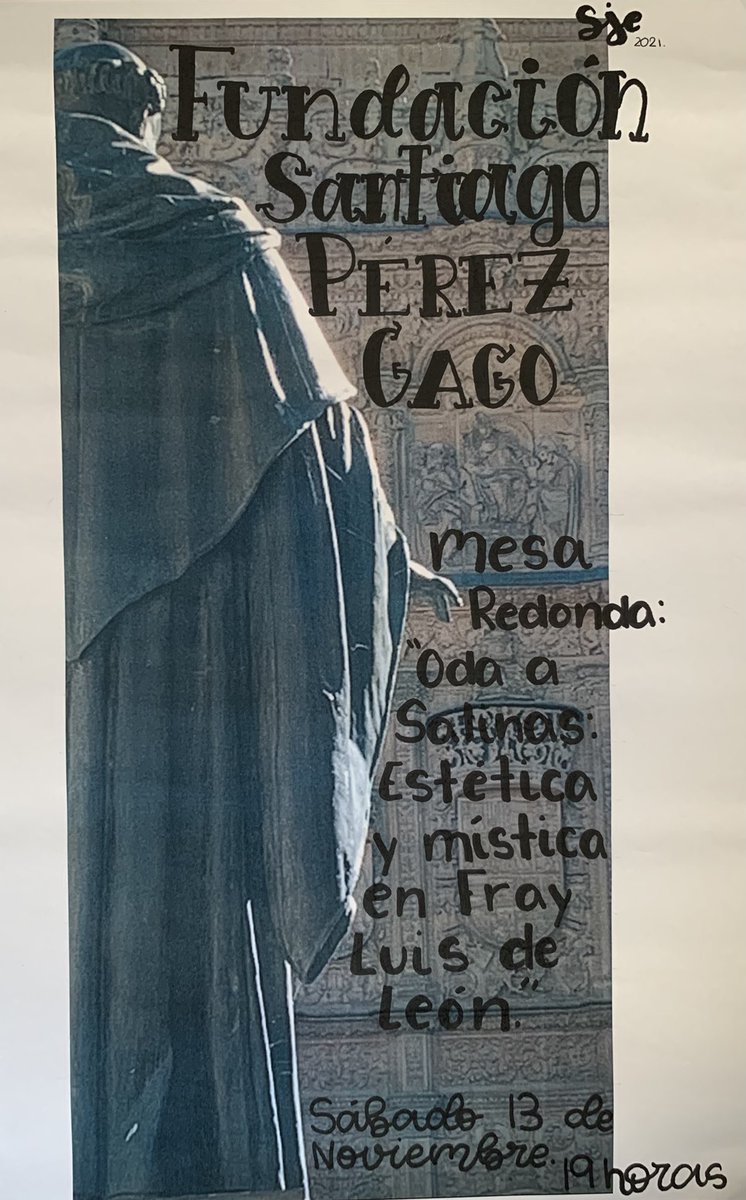 Sje
2021.
Fundación
Santiago
PÉREZ
GAGO
Mesa
Redonda:
"Oda a
Salinas:
Estética
y mística
en Fray
Luis de
León."
Sábado 13 de
Noviembre.
19 horas